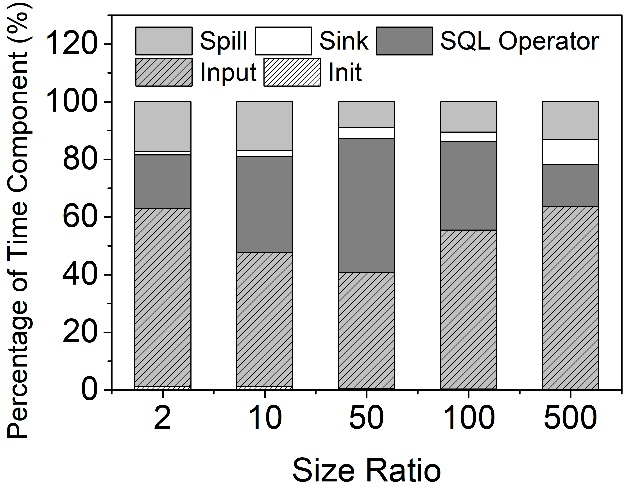 Percentage of Time Component (%)
120
100
80
60
40
20
0
Spill Sink SQL Operator
Input Init
2 10 50 100 500
Size Ratio